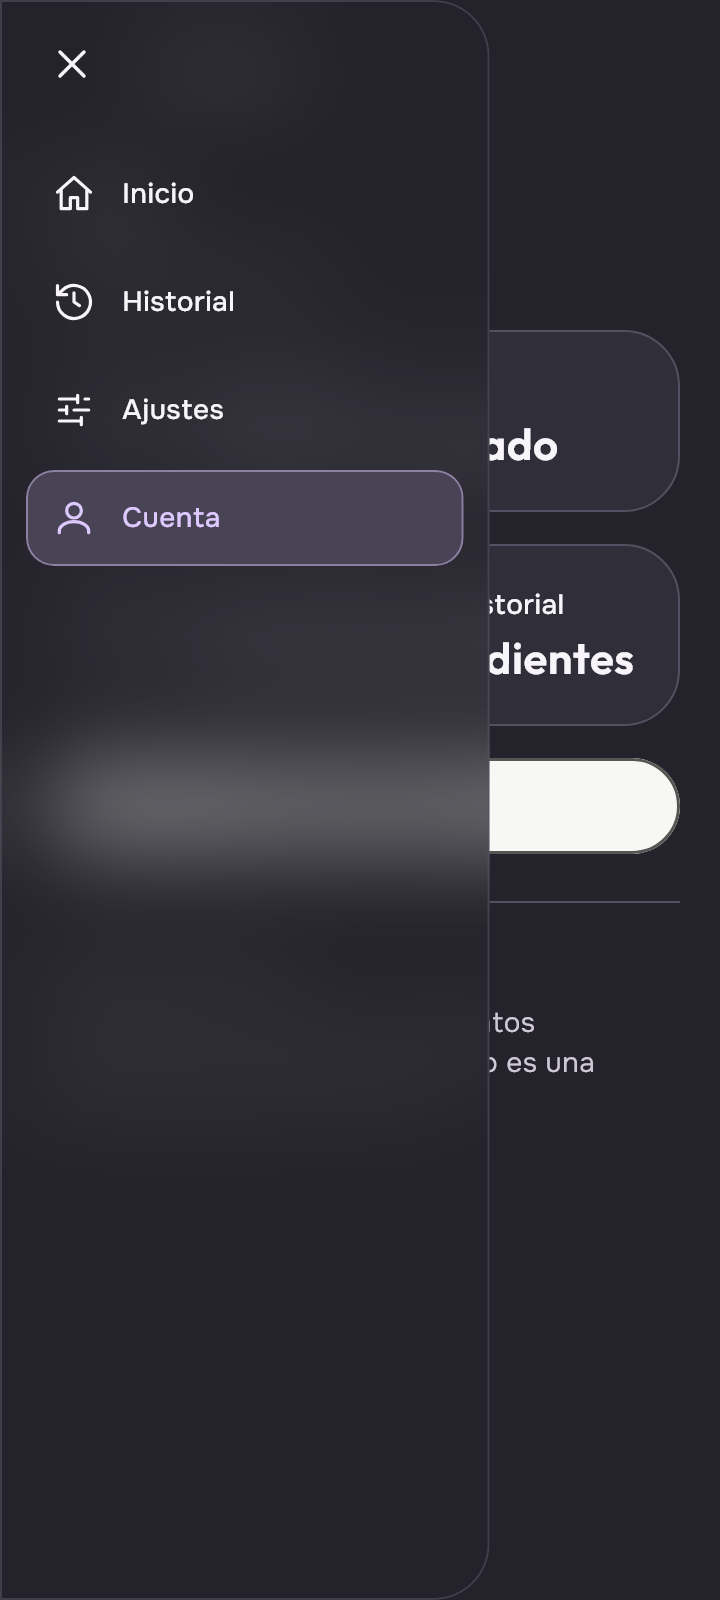 Inicio
Historial
Ajustes
Cuenta
ado
storial
dientes
tos
es una